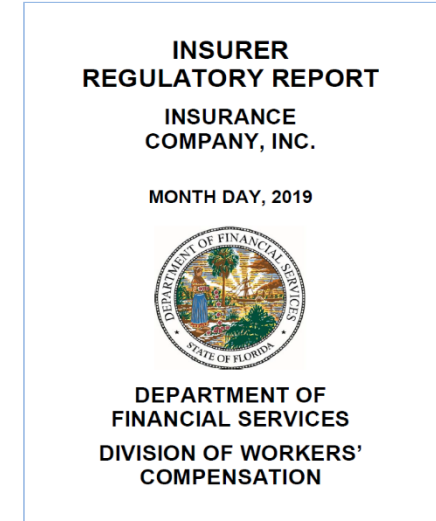 INSURER
REGULATORY REPORT
INSURANCE
COMPANY, INC.
MONTH DAY, 2019
DEPARTMENT OF FINANCIAL SERVICES
STATE OF FLORIDA
DEPARTMENT OF
FINANCIAL SERVICES
DIVISION OF WORKERS'
COMPENSATION